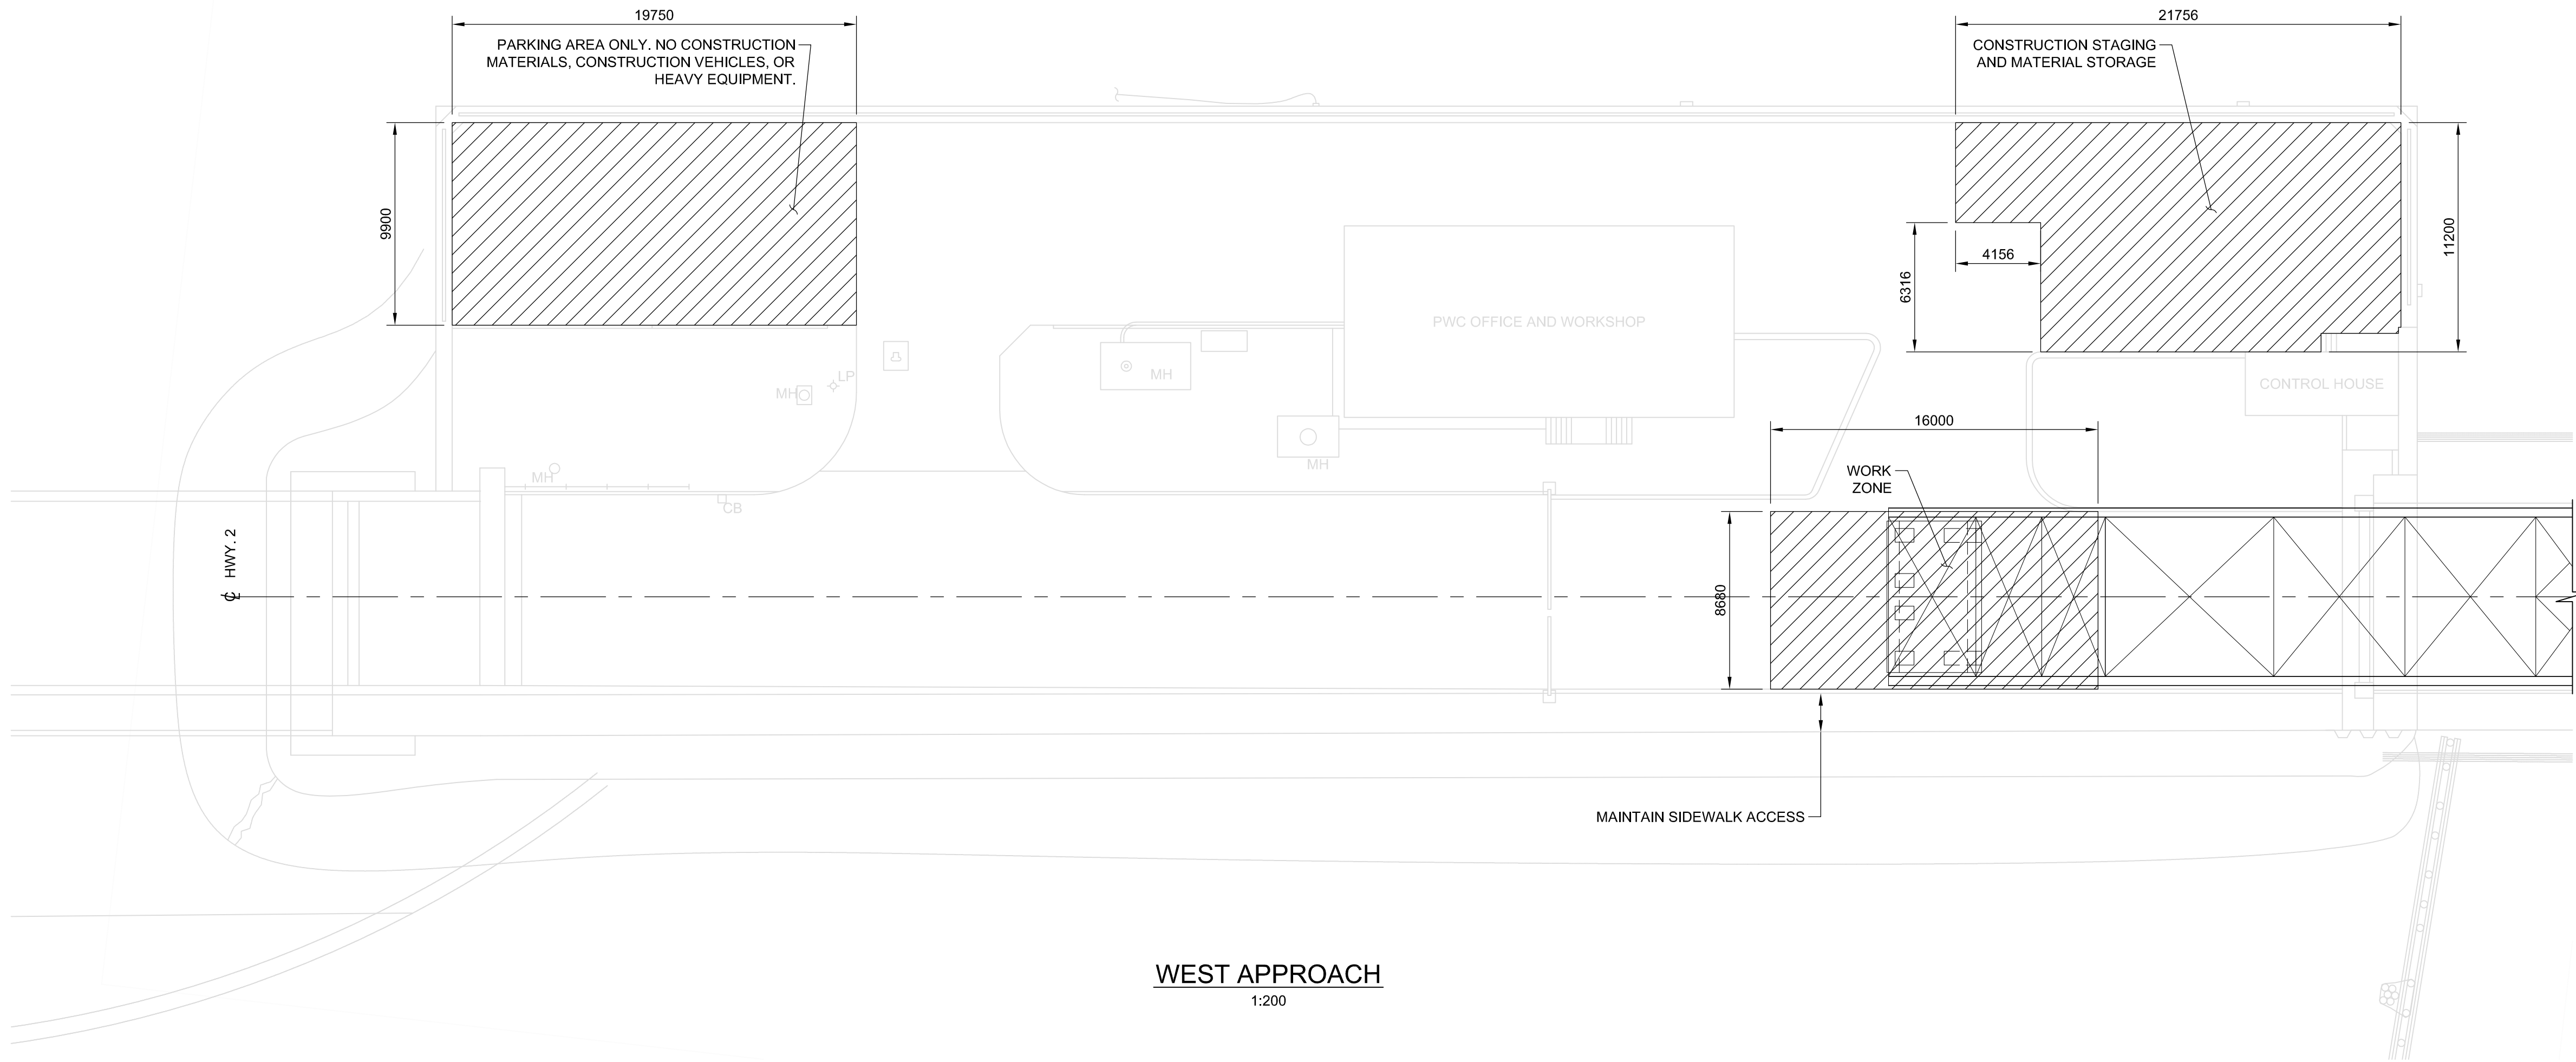 19750
21756
PARKING AREA ONLY. NO CONSTRUCTION
MATERIALS, CONSTRUCTION VEHICLES, OR
HEAVY EQUIPMENT.
CONSTRUCTION STAGING
AND MATERIAL STORAGE
9900
11200
4156
6316
PWC OFFICE AND WORKSHOP
MH
LP
MH
CONTROL HOUSE
16000
MH
MH
WORK
ZONE
CB
℄ HWY. 2
8680
MAINTAIN SIDEWALK ACCESS
WEST APPROACH
1:200